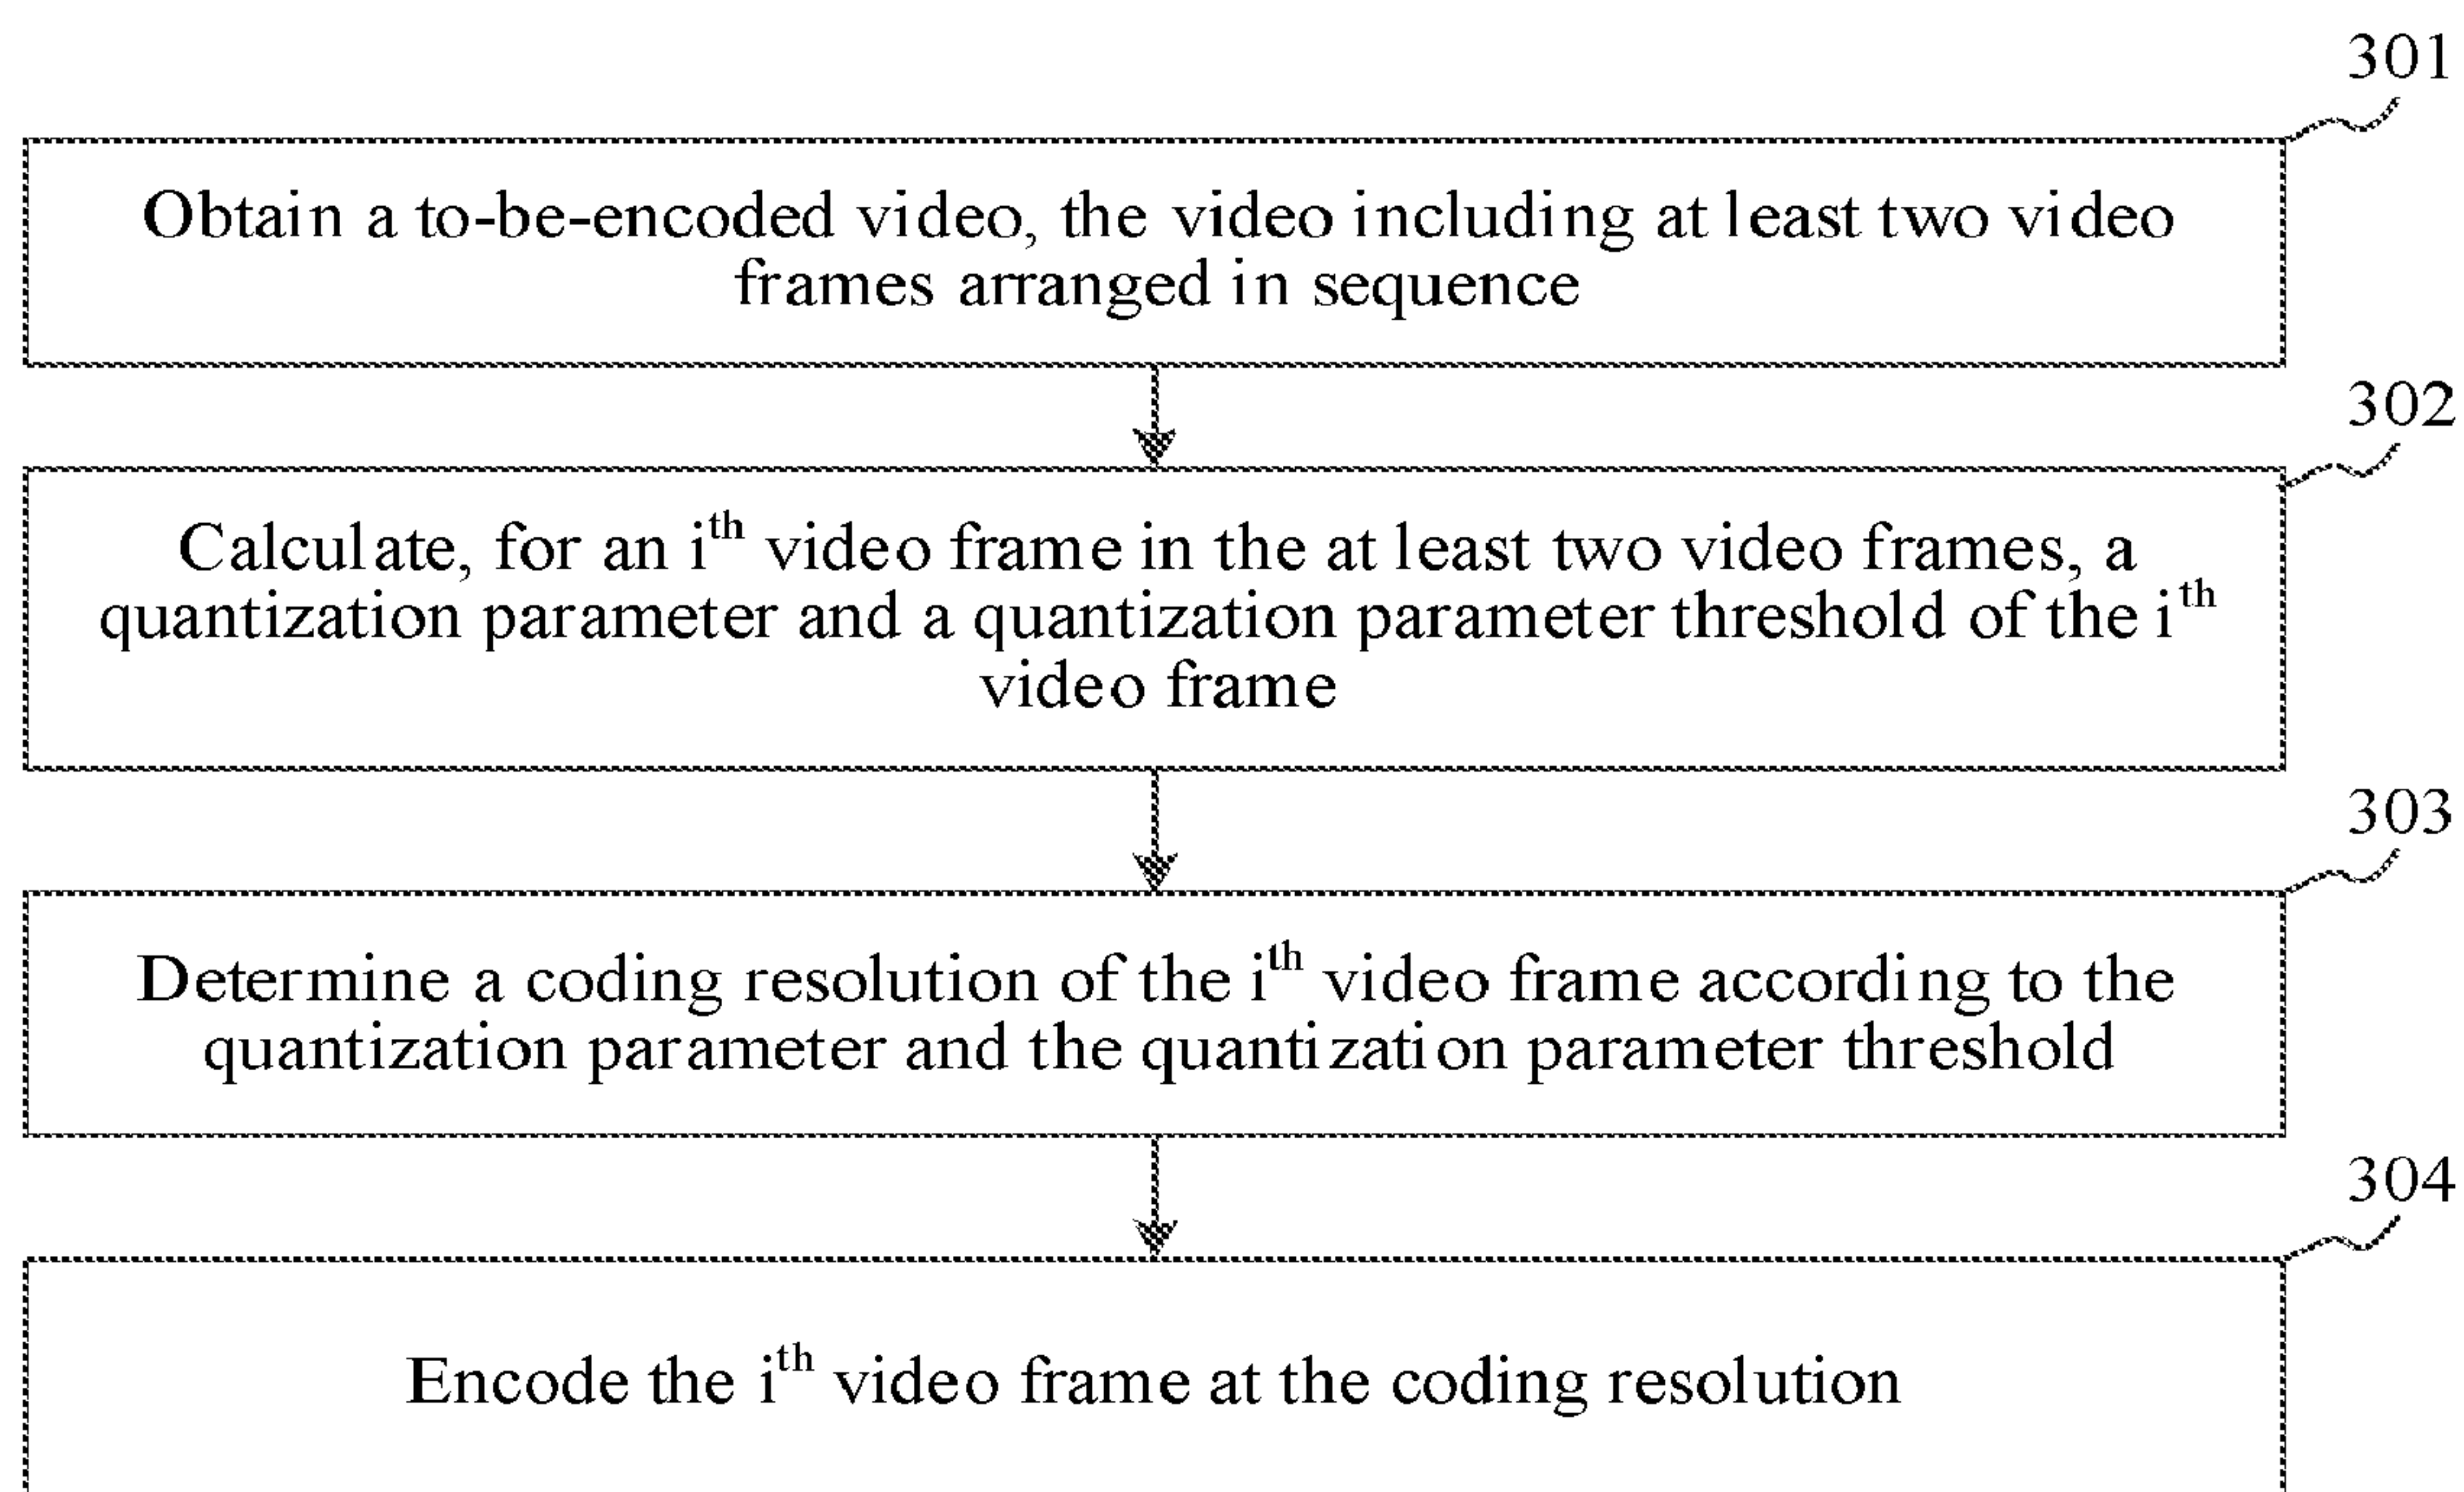 301
Obtain a to-be-encoded video, the video including at least two video
frames arranged in sequence
302
Calculate, for an iᵗʰ video frame in the at least two video frames, a
quantization parameter and a quantization parameter threshold of the iᵗʰ
video frame
303
Determine a coding resolution of the iᵗʰ video frame according to the
quantization parameter and the quantization parameter threshold
304
Encode the iᵗʰ video frame at the coding resolution